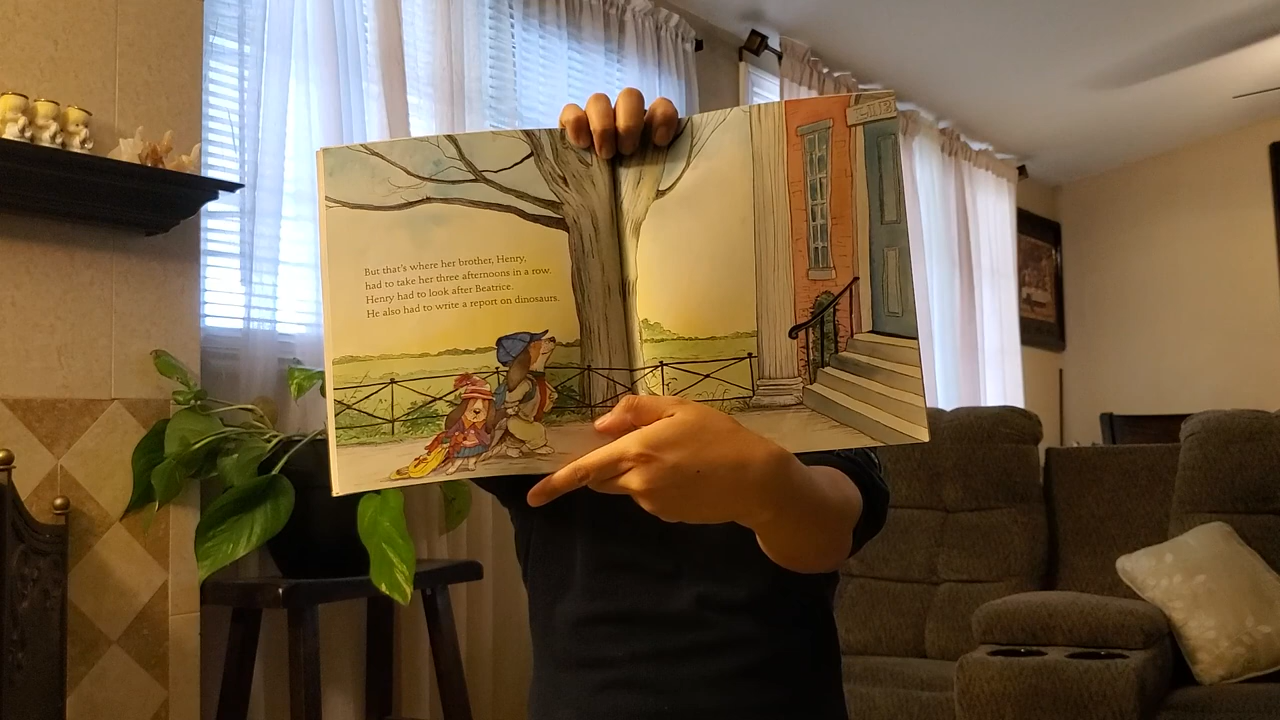 But that's where her brother, Henry,
had to take her three afternoons in a row.
Henry had to look after Beatrice.
He also had to write a report on dinosaurs.